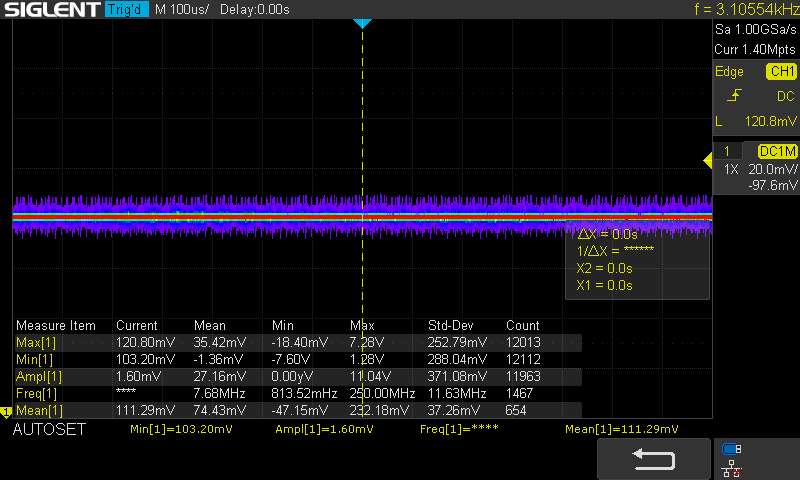 SIGLENT Trig'd M 100us/ Delay:0.00s f = 3.10554kHz
Sa 1.00GSa/s
Curr 1.40Mpts
Edge CH1
DC
L 120.8mV
1 DC1M
1X 20.0mV/
-97.6mV
ΔX = 0.0s
1/ΔX = ******
X2 = 0.0s
X1 = 0.0s
Measure Item Current Mean Min Max Std-Dev Count
Max[1] 120.80mV 35.42mV -18.40mV 7.28V 252.79mV 12013
Min[1] 103.20mV -1.36mV -7.60V 1.28V 288.04mV 12112
Ampl[1] 1.60mV 27.16mV 0.00yV 11.04V 371.08mV 11963
Freq[1] **** 7.68MHz 813.52mHz 250.00MHz 11.63MHz 1467
Mean[1] 111.29mV 74.43mV -47.15mV 232.18mV 37.26mV 654
1
AUTOSET Min[1]=103.20mV Ampl[1]=1.60mV Freq[1]=**** Mean[1]=111.29mV